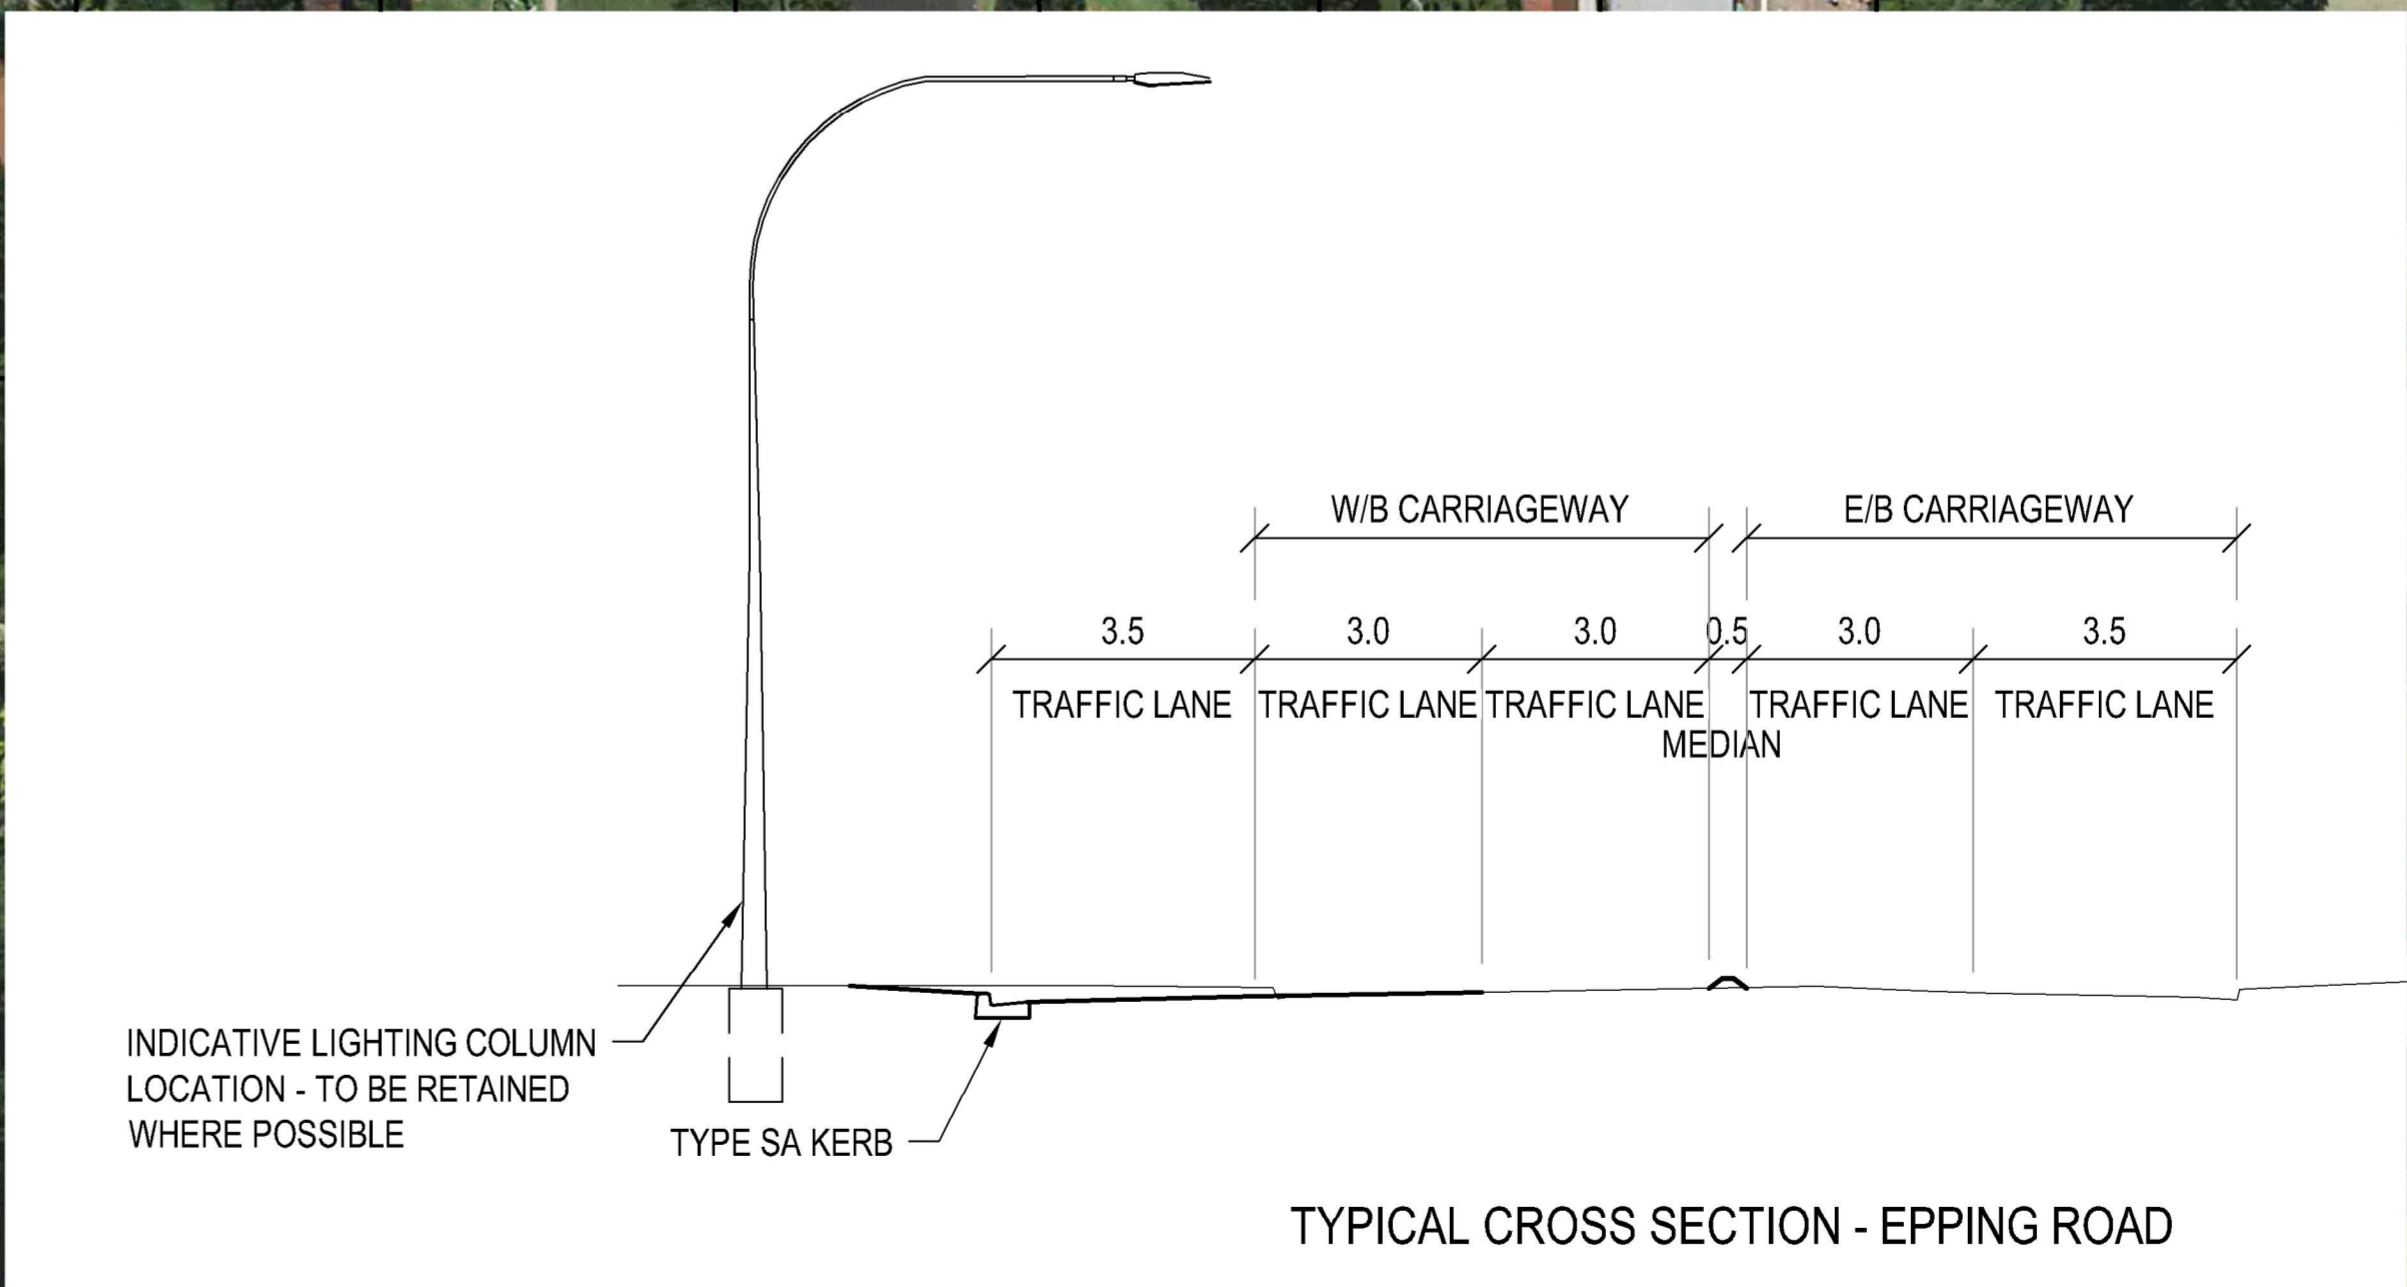 W/B CARRIAGEWAY E/B CARRIAGEWAY
3.5 3.0 3.0 0.5 3.0 3.5
TRAFFIC LANE TRAFFIC LANE TRAFFIC LANE TRAFFIC LANE TRAFFIC LANE
MEDIAN
INDICATIVE LIGHTING COLUMN
LOCATION - TO BE RETAINED
WHERE POSSIBLE
TYPE SA KERB
TYPICAL CROSS SECTION - EPPING ROAD